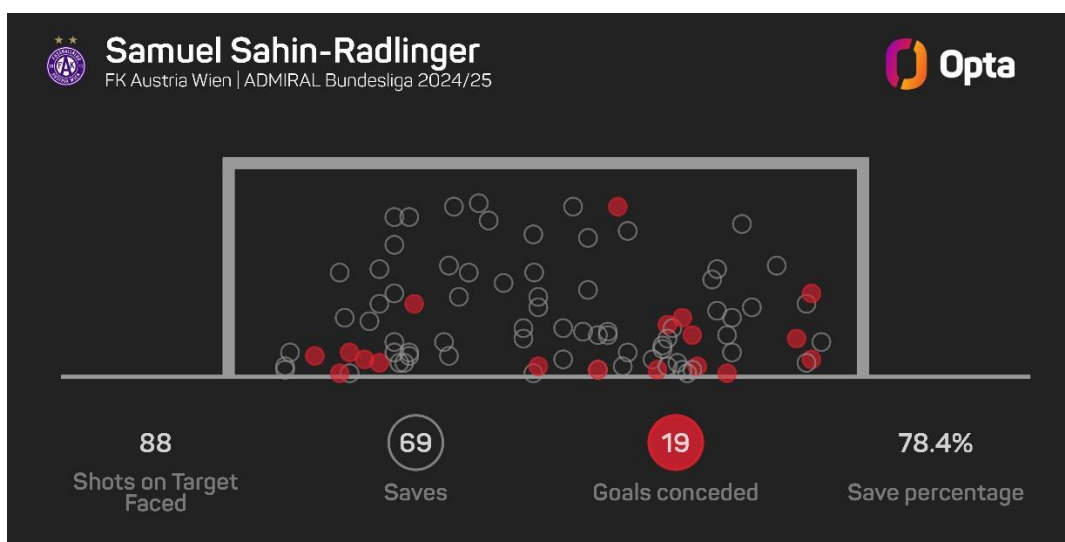 Samuel Sahin-Radlinger
FK Austria Wien | ADMIRAL Bundesliga 2024/25
Opta
88
Shots on Target
Faced
69
Saves
19
Goals conceded
78.4%
Save percentage